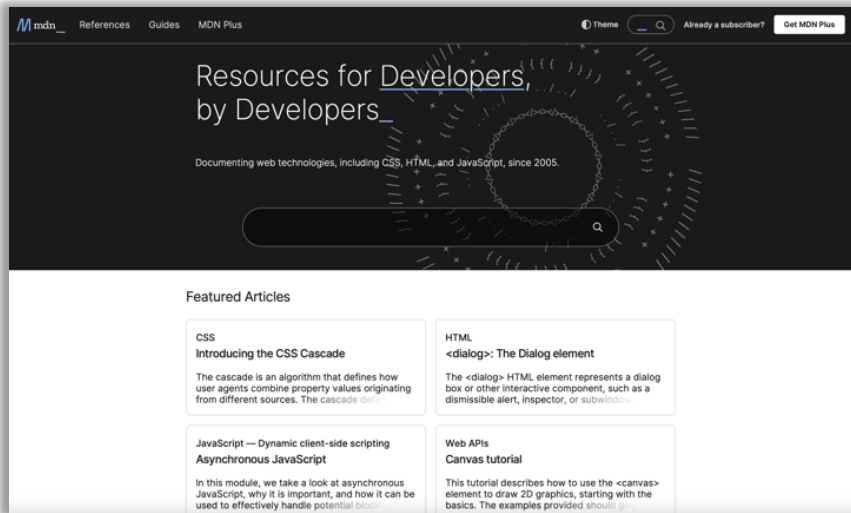 mdn_ References Guides MDN Plus Theme Already a subscriber? Get MDN Plus
Resources for Developers,
by Developers_
Documenting web technologies, including CSS, HTML, and JavaScript, since 2005.
Featured Articles
CSS
Introducing the CSS Cascade
The cascade is an algorithm that defines how
user agents combine property values originating
from different sources. The cascade
HTML
<dialog>: The Dialog element
The <dialog> HTML element represents a dialog
box or other interactive component, such as a
dismissible alert, inspector, or subwindow
JavaScript — Dynamic client-side scripting
Asynchronous JavaScript
In this module, we take a look at asynchronous
JavaScript, why it is important, and how it can be
used to effectively handle potential
Web APIs
Canvas tutorial
This tutorial describes how to use the <canvas>
element to draw 2D graphics, starting with the
basics. The examples provided should